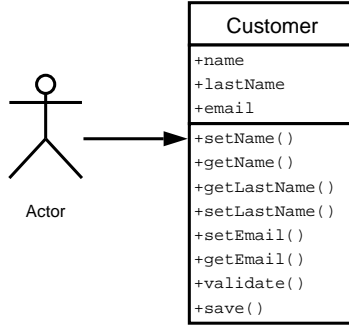 Customer
+name
+lastName
+email
+setName()
+getName()
+getLastName()
+setLastName()
+setEmail()
+getEmail()
+validate()
+save()
Actor